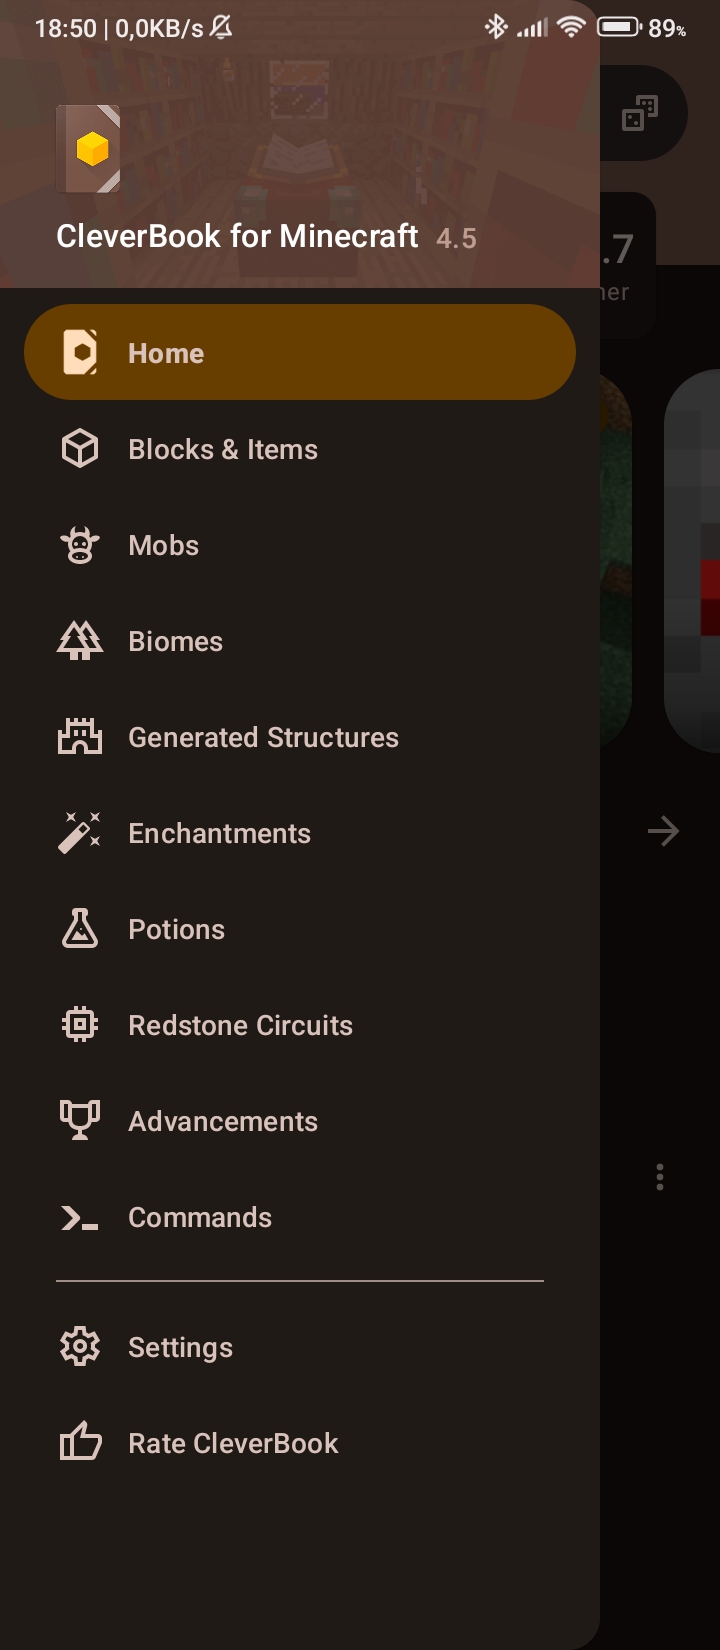 18:50 | 0,0KB/s 89%
CleverBook for Minecraft 4.5
.7
Home
Blocks & Items
Mobs
Biomes
Generated Structures
Enchantments
Potions
Redstone Circuits
Advancements
Commands
Settings
Rate CleverBook